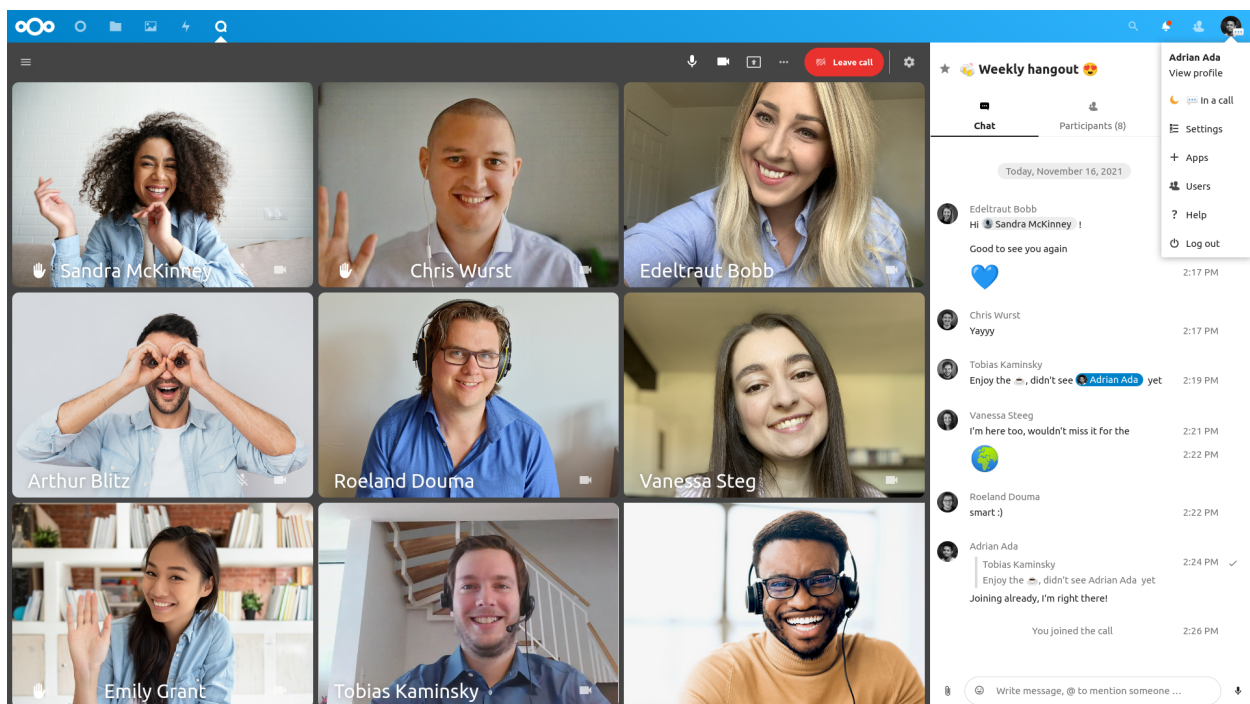 Leave call
Sandra McKinney
Chris Wurst
Edeltraut Bobb
Arthur Blitz
Roeland Douma
Vanessa Steg
Emily Grant
Tobias Kaminsky
Weekly hangout
Chat
Participants (8)
Today, November 16, 2021
Edeltraut Bobb
Hi Sandra McKinney !
Good to see you again
2:17 PM
Chris Wurst
Yayyy 2:17 PM
Tobias Kaminsky
Enjoy the ☕, didn't see Adrian Ada yet 2:19 PM
Vanessa Steeg
I'm here too, wouldn't miss it for the 2:21 PM
2:22 PM
Roeland Douma
smart :) 2:22 PM
Adrian Ada
Tobias Kaminsky 2:24 PM
Enjoy the ☕, didn't see Adrian Ada yet
Joining already, I'm right there!
You joined the call 2:26 PM
Write message, @ to mention someone ...
Adrian Ada
View profile
In a call
Settings
Apps
Users
Help
Log out